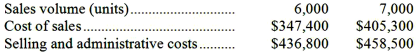 Sales volume (units)........................ 6,000 7,000
Cost of sales.................................... $347,400 $405,300
Selling and administrative costs.......... $436,800 $458,500